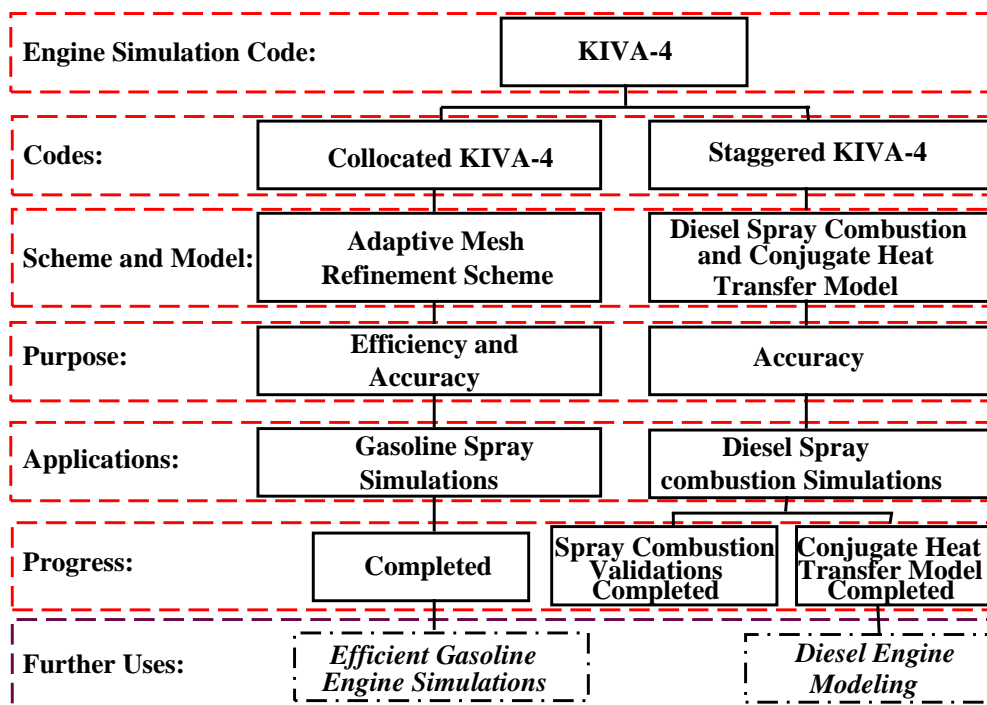 Engine Simulation Code:
KIVA-4
Codes:
Collocated KIVA-4
Staggered KIVA-4
Scheme and Model:
Adaptive Mesh
Refinement Scheme
Diesel Spray Combustion
and Conjugate Heat
Transfer Model
Purpose:
Efficiency and
Accuracy
Accuracy
Applications:
Gasoline Spray
Simulations
Diesel Spray
combustion Simulations
Progress:
Completed
Spray Combustion
Validations
Completed
Conjugate Heat
Transfer Model
Completed
Further Uses:
Efficient Gasoline
Engine Simulations
Diesel Engine
Modeling